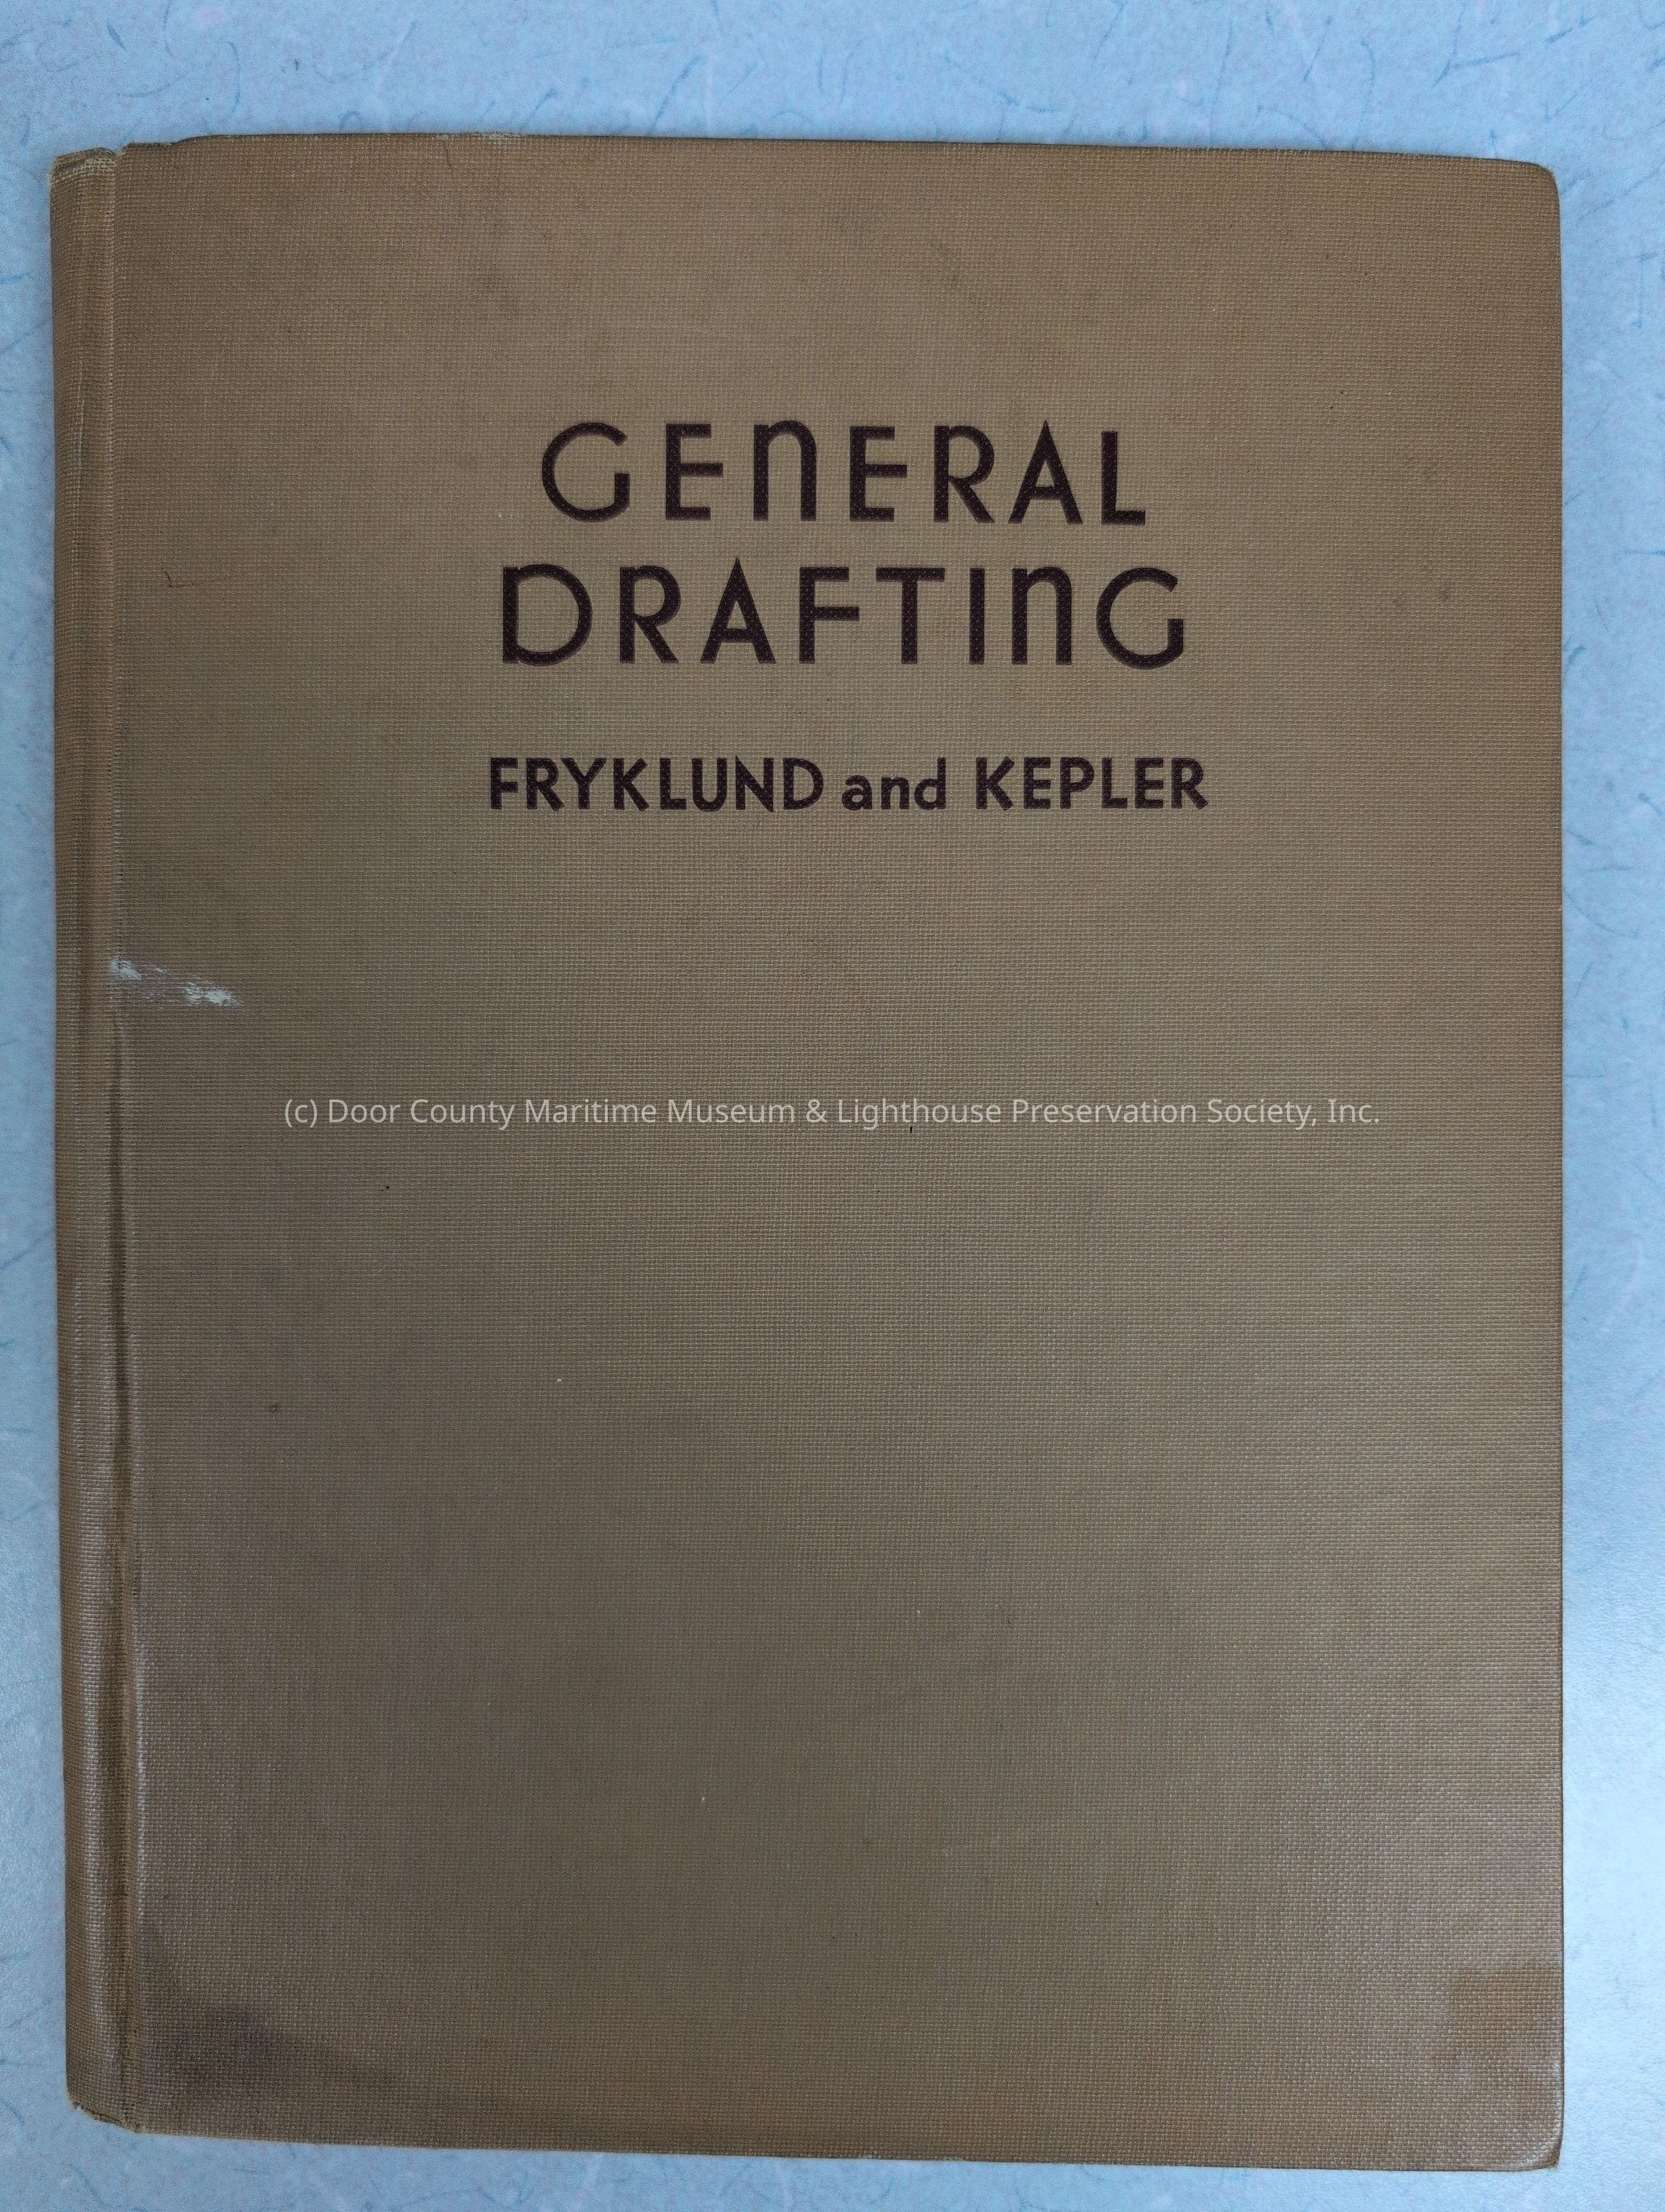 GEnERAL
DRAFTInG
FRYKLUND and KEPLER
(c) Door County Maritime Museum & Lighthouse Preservation Society, Inc.